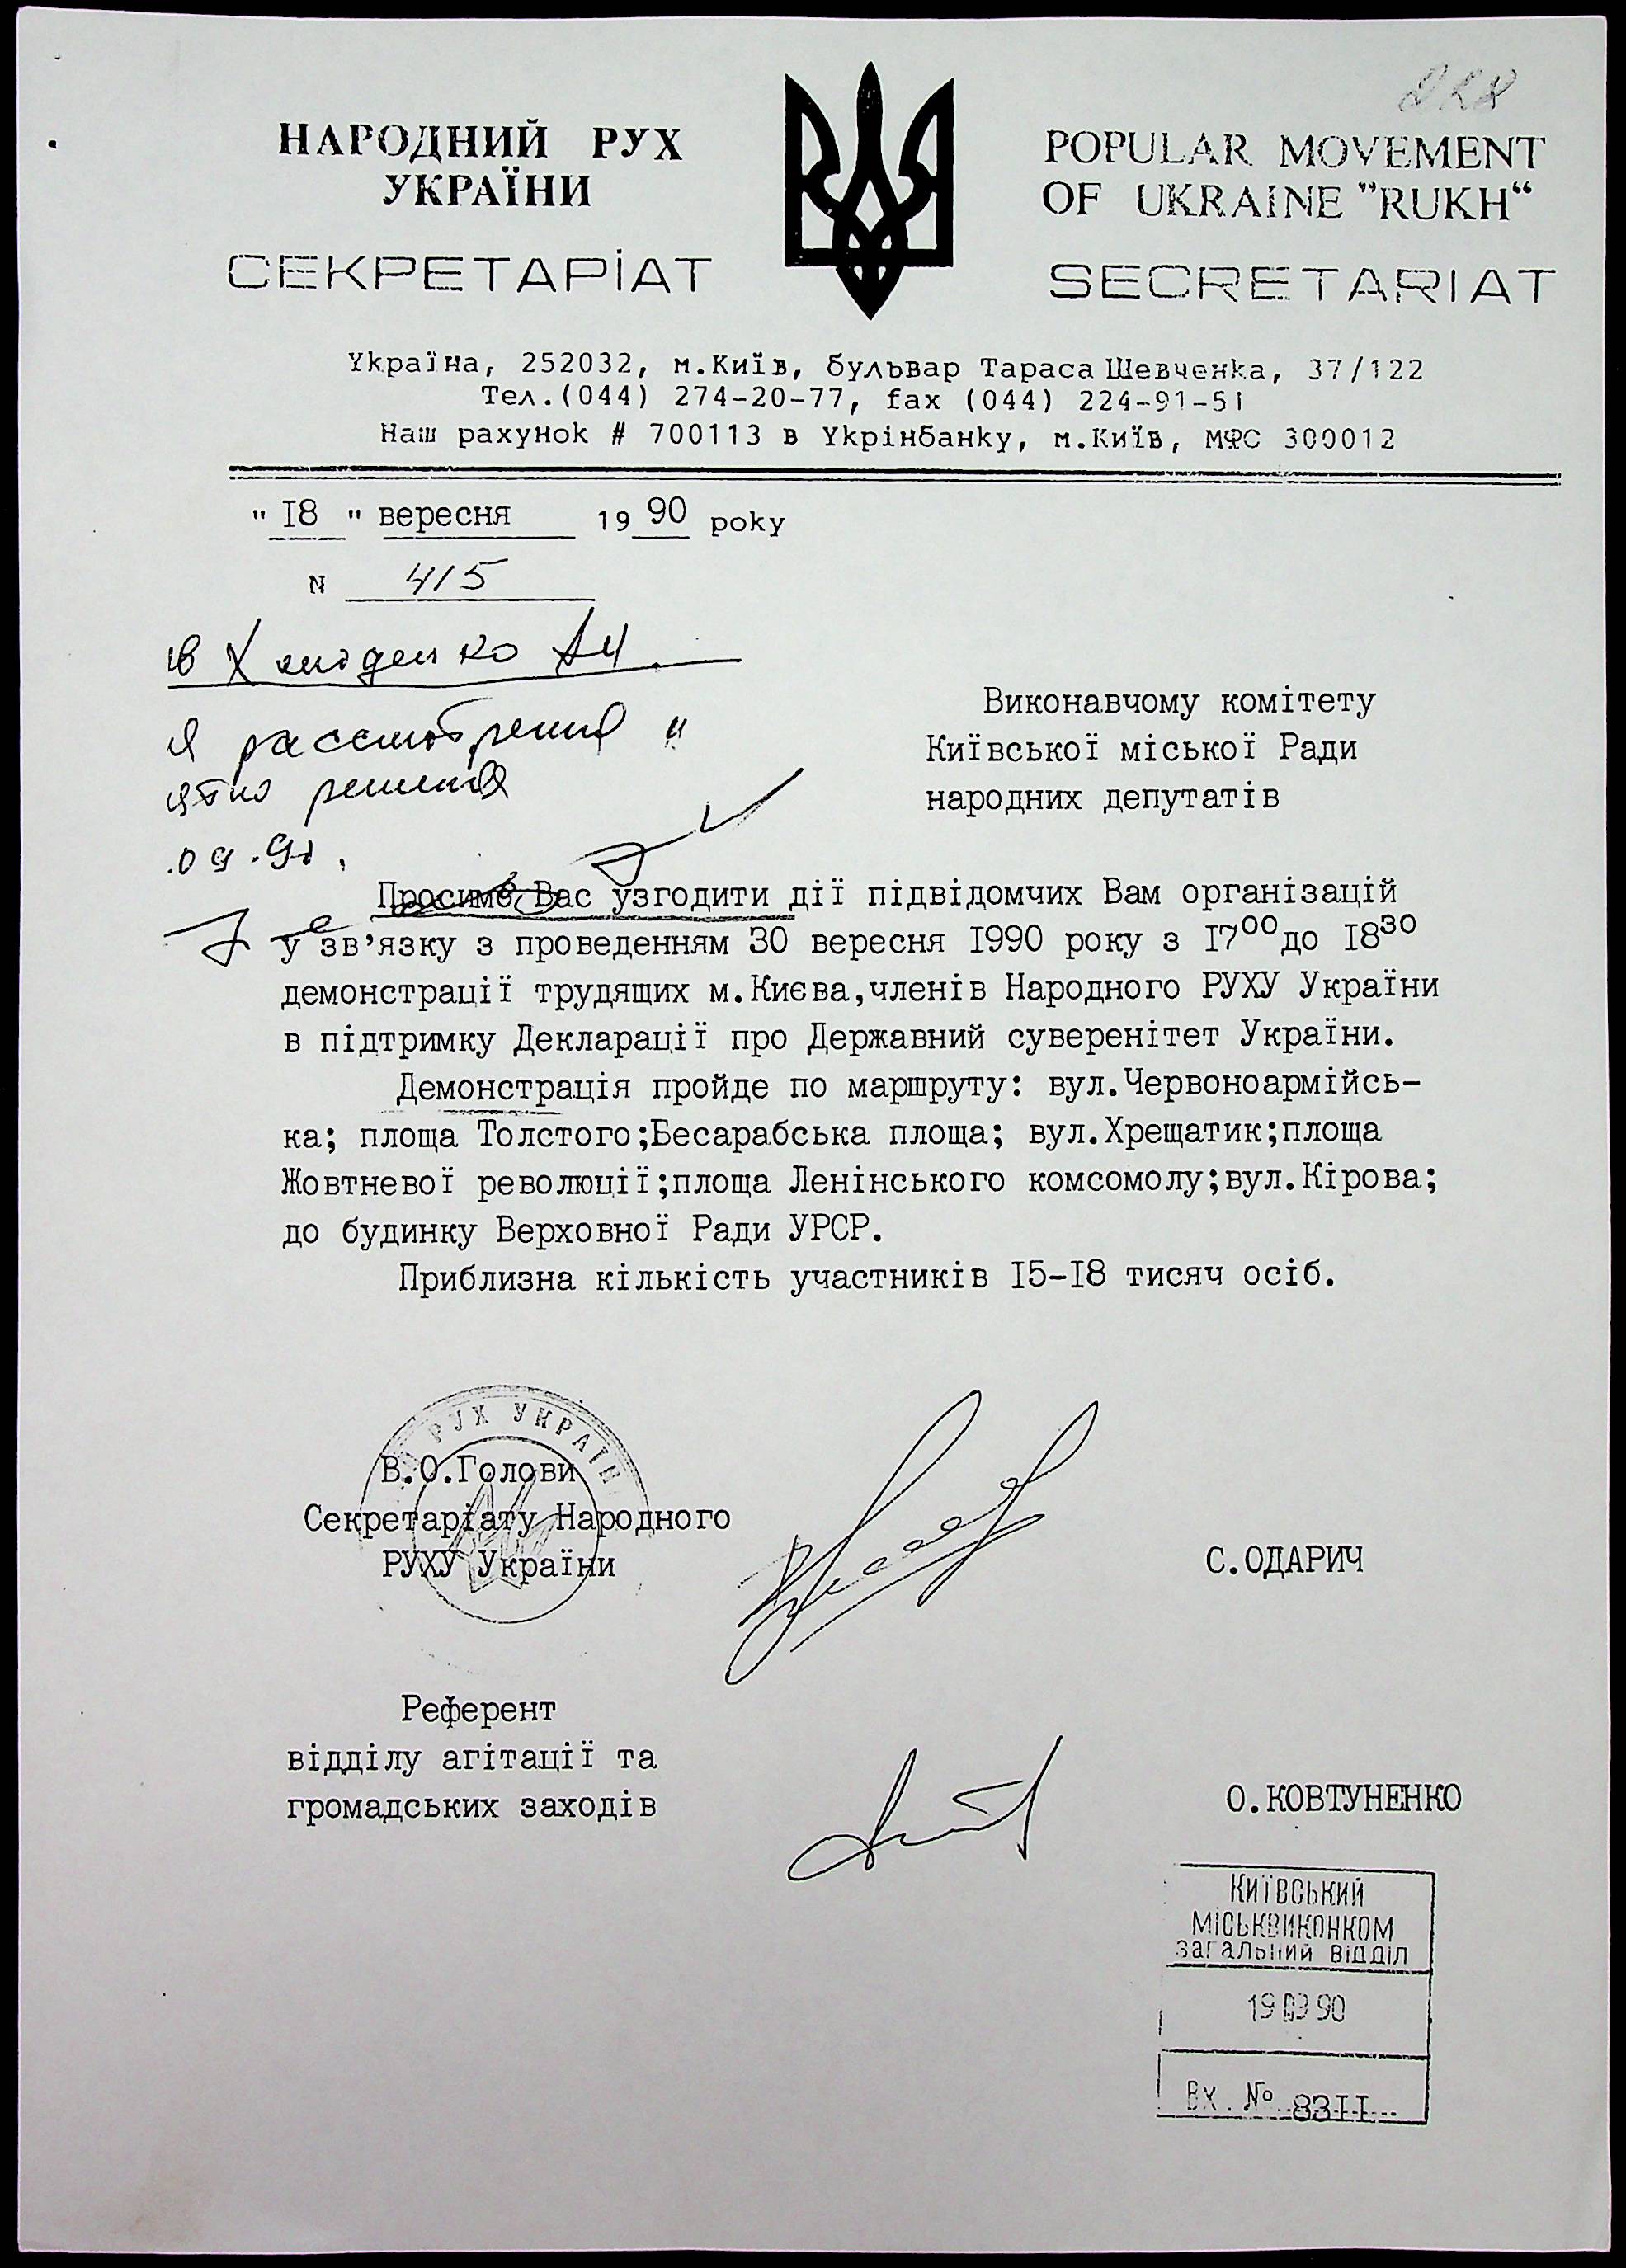 НАРОДНИЙ РУХ
УКРАЇНИ
СЕКРЕТАРІАТ
POPULAR MOVEMENT
OF UKRAINE "RUKH"
SECRETARIAT
Україна, 252032, м.Київ, бульвар Тараса Шевченка, 37/122
Тел.(044) 274-20-77, fax (044) 224-91-51
Наш рахунок # 700113 в Укрінбанку, м.Київ, МФО 300012
" 18 " вересня 19 90 року
N 415
рассмотрения и
решения
.09.90,
Виконавчому комітету
Київської міської Ради
народних депутатів
Просимо Вас узгодити дії підвідомчих Вам організацій
у зв’язку з проведенням 30 вересня 1990 року з 17⁰⁰ до 18³⁰
демонстрації трудящих м.Києва,членів Народного РУХУ України
в підтримку Декларації про Державний суверенітет України.
Демонстрація пройде по маршруту: вул.Червоноармійсь-
ка; площа Толстого;Бесарабська площа; вул.Хрещатик;площа
Жовтневої революції;площа Ленінського комсомолу;вул.Кірова;
до будинку Верховної Ради УРСР.
Приблизна кількість участників 15-18 тисяч осіб.
РУХ УКРАЇНИ
В.О.Голови
Секретаріату Народного
РУХУ України
С.ОДАРИЧ
Референт
відділу агітації та
громадських заходів
О.КОВТУНЕНКО
КИЇВСЬКИЙ
МІСЬКВИКОНКОМ
загальний відділ
19 09 90
Вх. № 8311